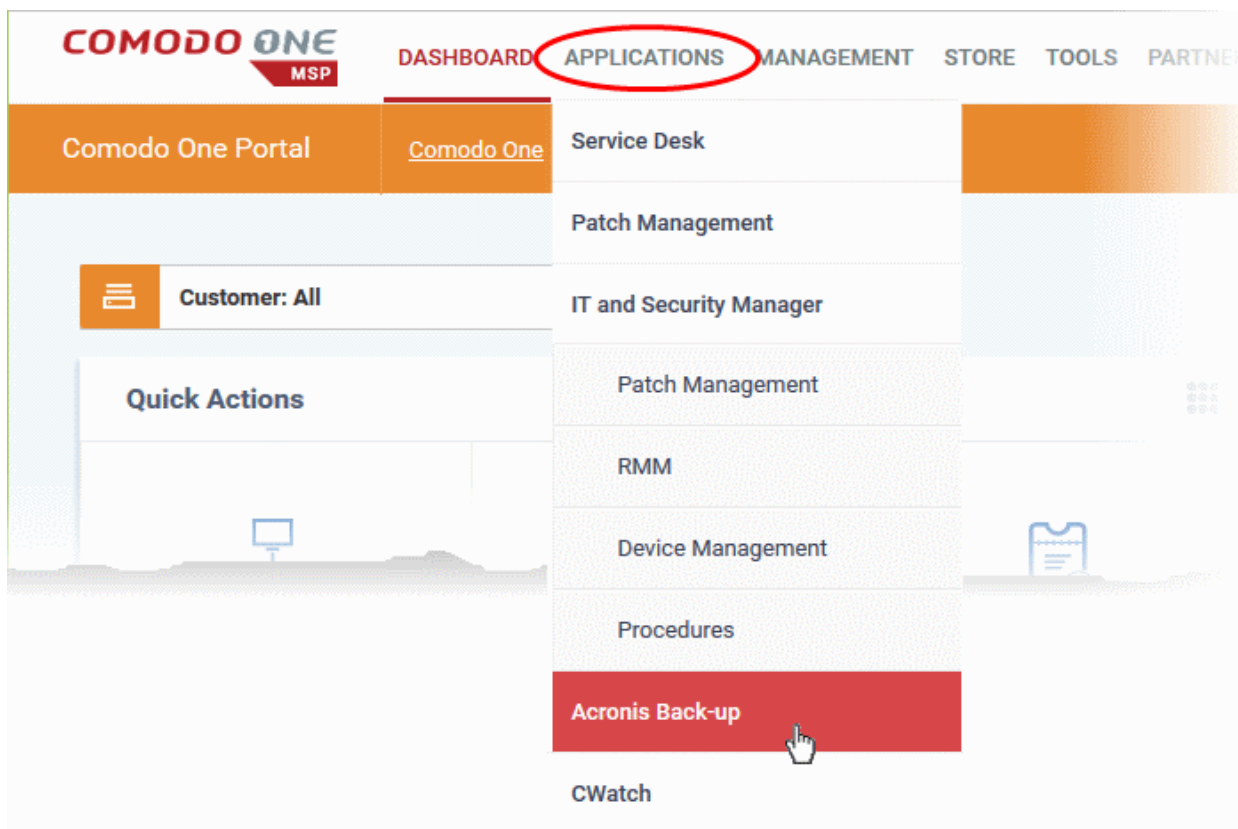 COMODO ONE
MSP
DASHBOARD APPLICATIONS MANAGEMENT STORE TOOLS
Comodo One Portal Comodo One
Service Desk
Patch Management
Customer: All
IT and Security Manager
Quick Actions
Patch Management
RMM
Device Management
Procedures
Acronis Back-up
CWatch